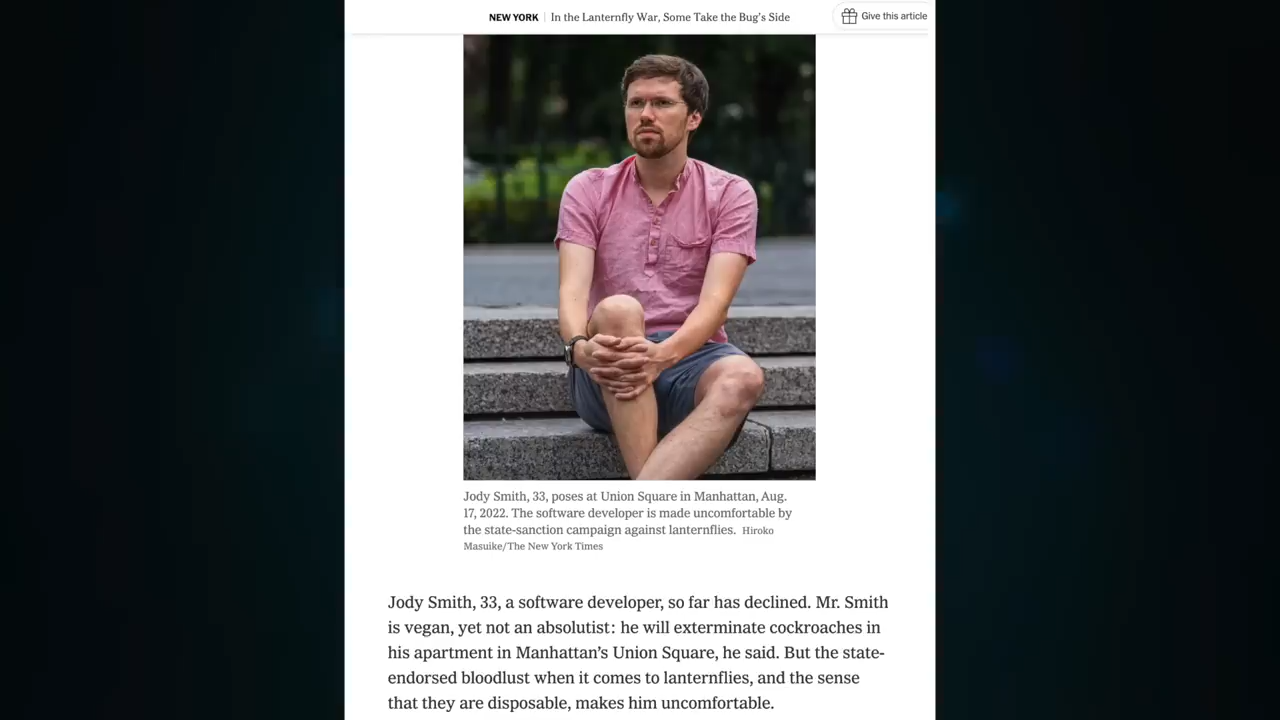 NEW YORK | In the Lanternfly War, Some Take the Bug's Side
Give this article
Jody Smith, 33, poses at Union Square in Manhattan, Aug.
17, 2022. The software developer is made uncomfortable by
the state-sanction campaign against lanternflies. Hiroko
Masuike/The New York Times
Jody Smith, 33, a software developer, so far has declined. Mr. Smith
is vegan, yet not an absolutist: he will exterminate cockroaches in
his apartment in Manhattan's Union Square, he said. But the state-
endorsed bloodlust when it comes to lanternflies, and the sense
that they are disposable, makes him uncomfortable.